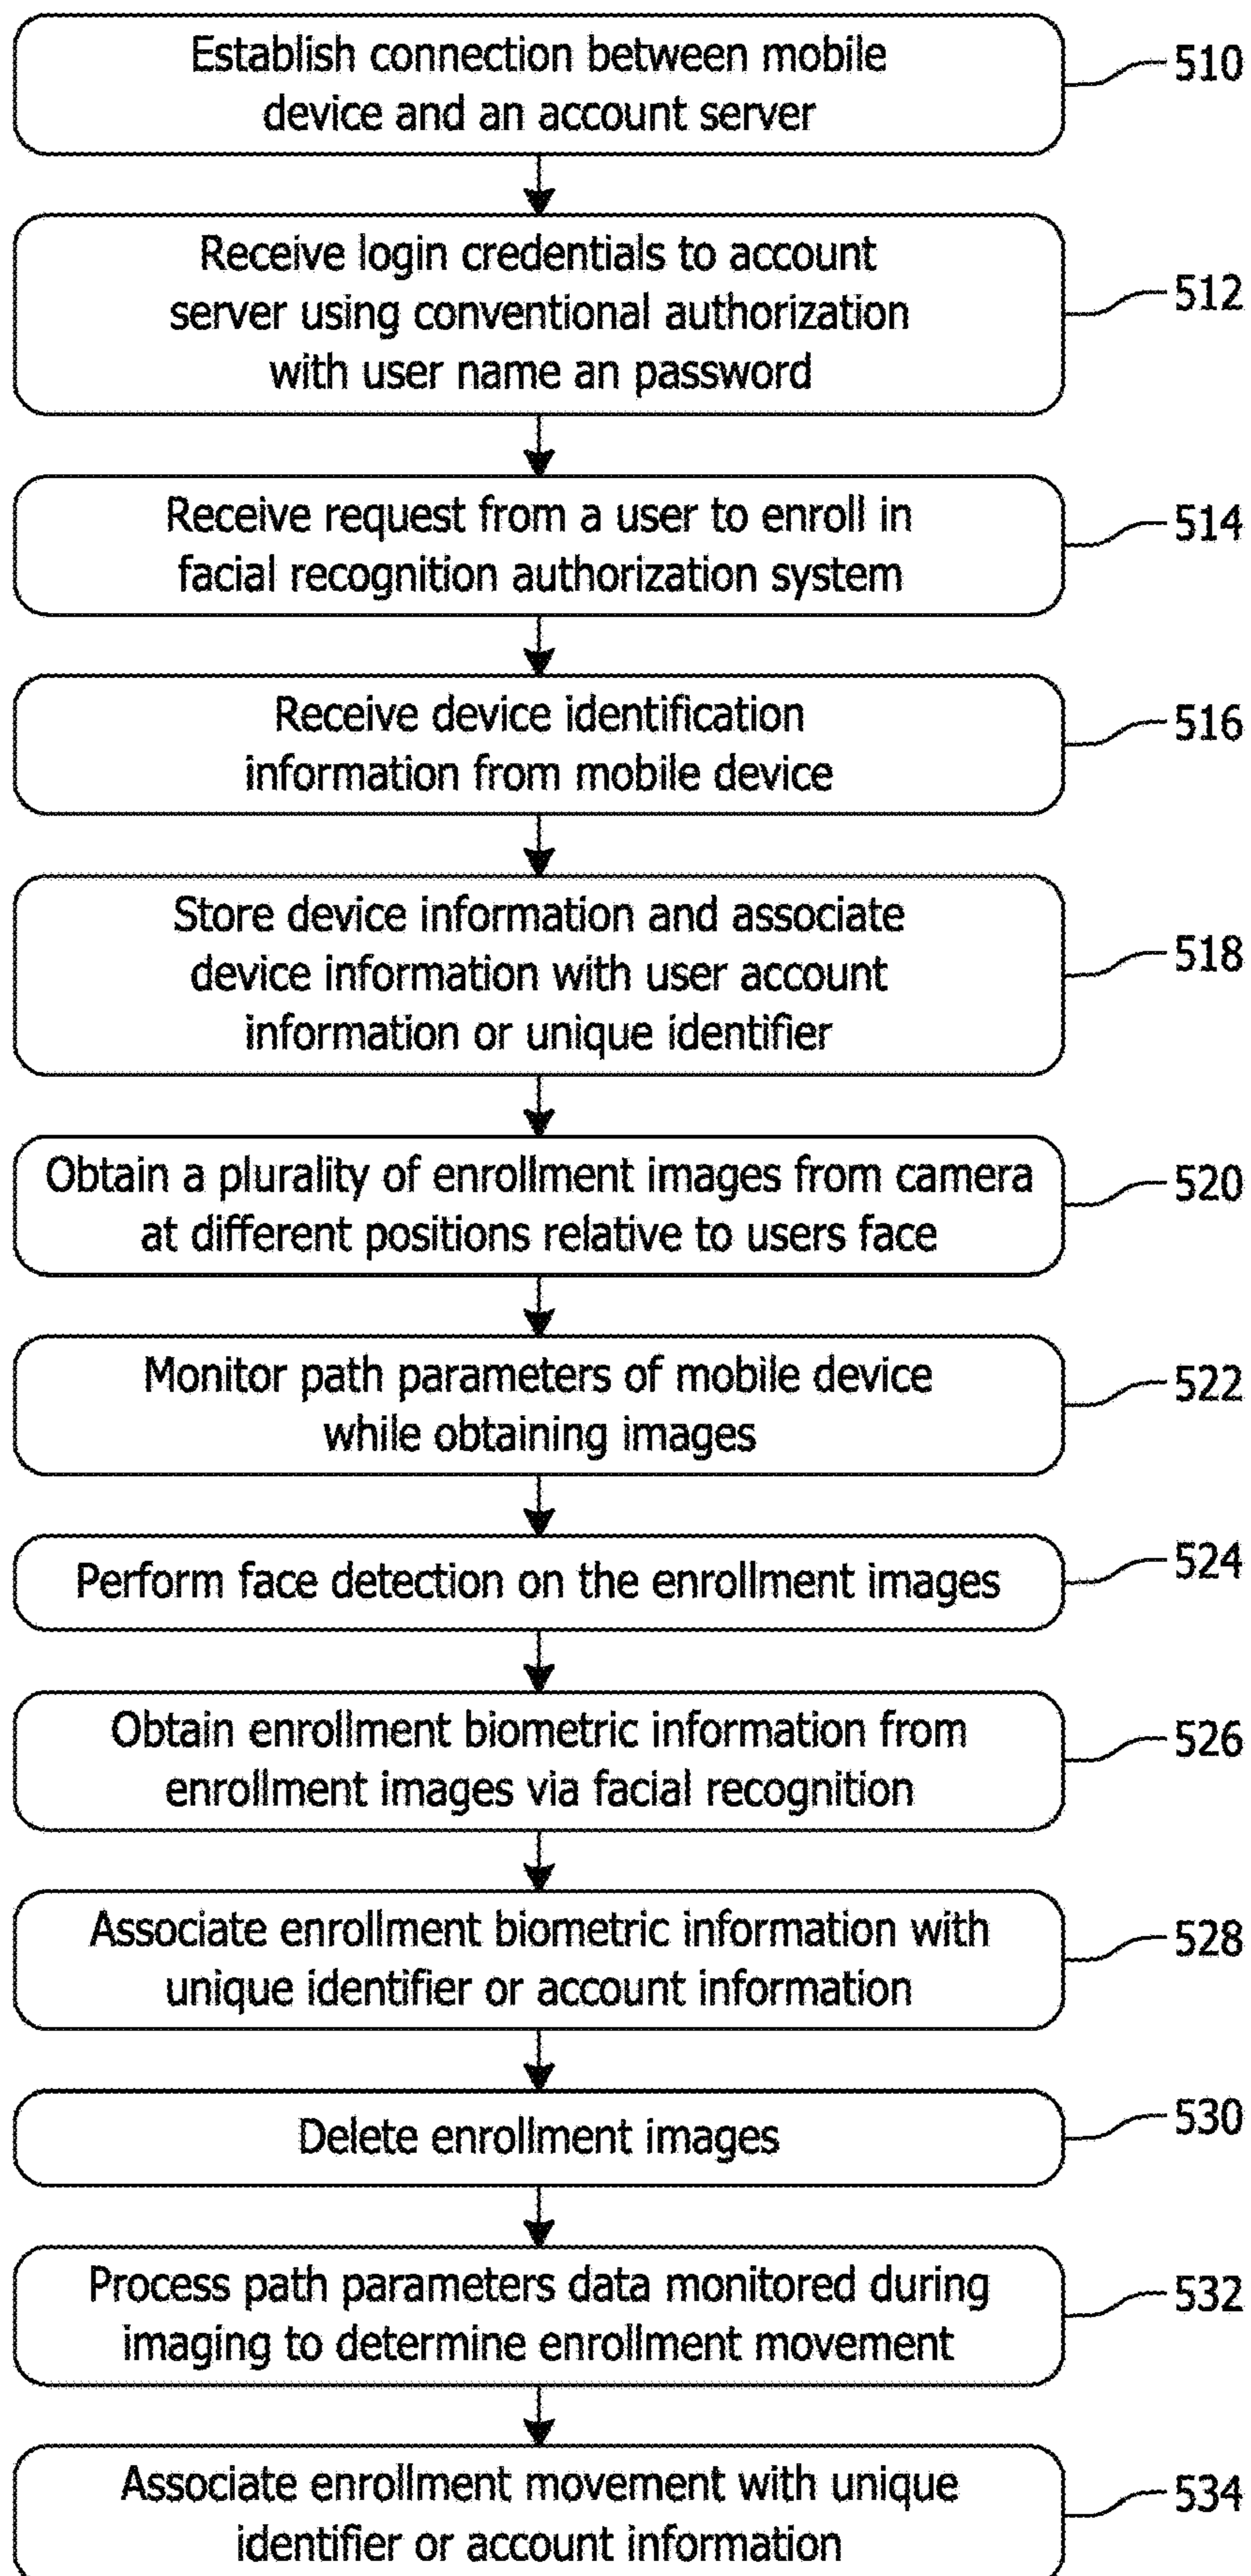 Establish connection between mobile
device and an account server
510
Receive login credentials to account
server using conventional authorization
with user name an password
512
Receive request from a user to enroll in
facial recognition authorization system
514
Receive device identification
information from mobile device
516
Store device information and associate
device information with user account
information or unique identifier
518
Obtain a plurality of enrollment images from camera
at different positions relative to users face
520
Monitor path parameters of mobile device
while obtaining images
522
Perform face detection on the enrollment images
524
Obtain enrollment biometric information from
enrollment images via facial recognition
526
Associate enrollment biometric information with
unique identifier or account information
528
Delete enrollment images
530
Process path parameters data monitored during
imaging to determine enrollment movement
532
Associate enrollment movement with unique
identifier or account information
534